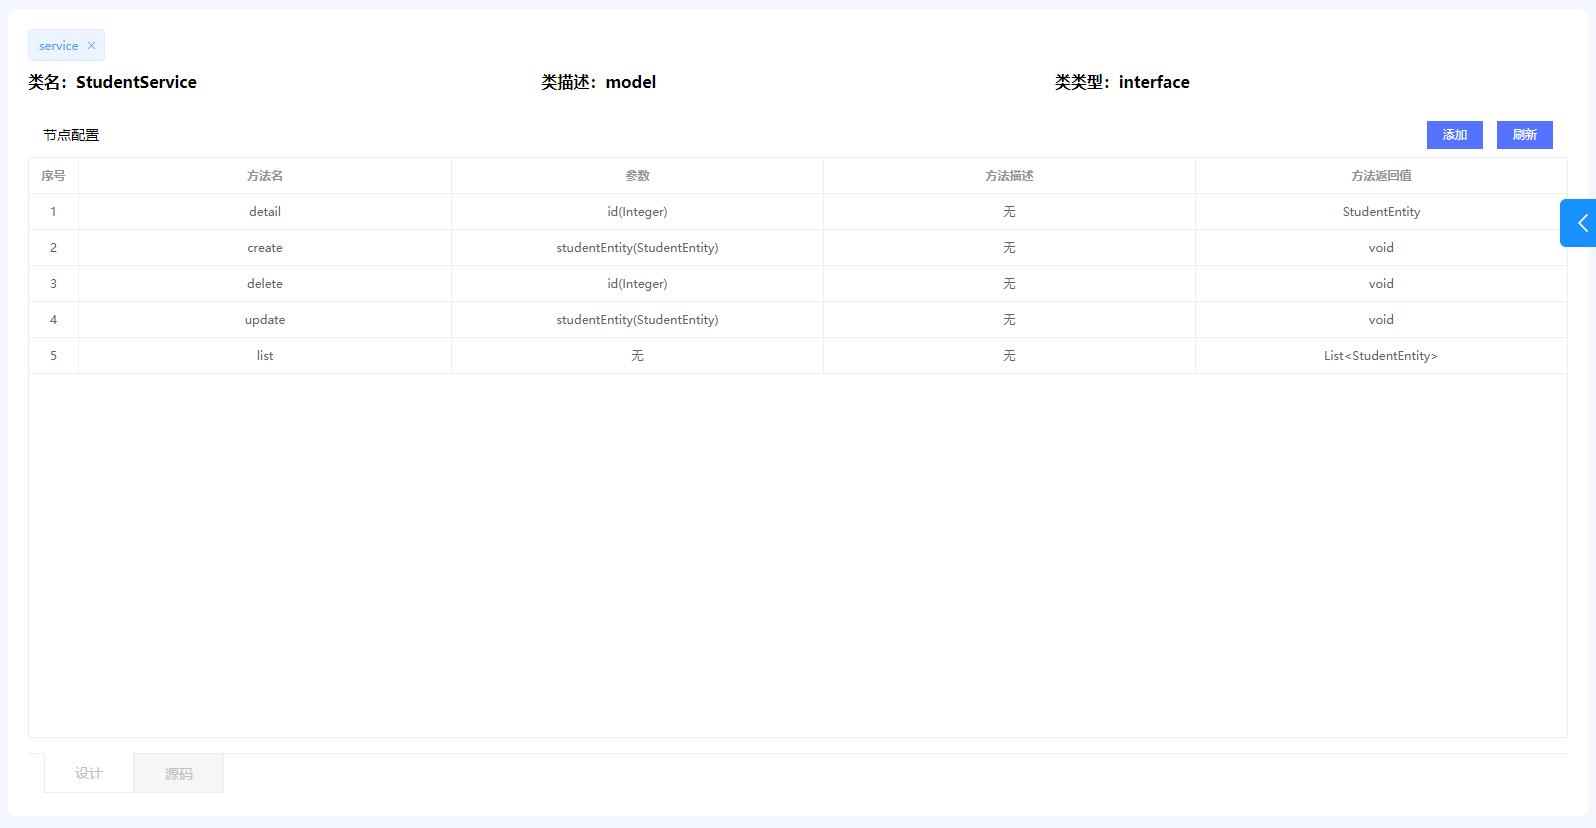 service ×
类名：StudentService 类描述：model 类类型：interface
节点配置 添加 刷新
序号 方法名 参数 方法描述 方法返回值
1 detail id(Integer) 无 StudentEntity
2 create studentEntity(StudentEntity) 无 void
3 delete id(Integer) 无 void
4 update studentEntity(StudentEntity) 无 void
5 list 无 无 List<StudentEntity>
设计 源码